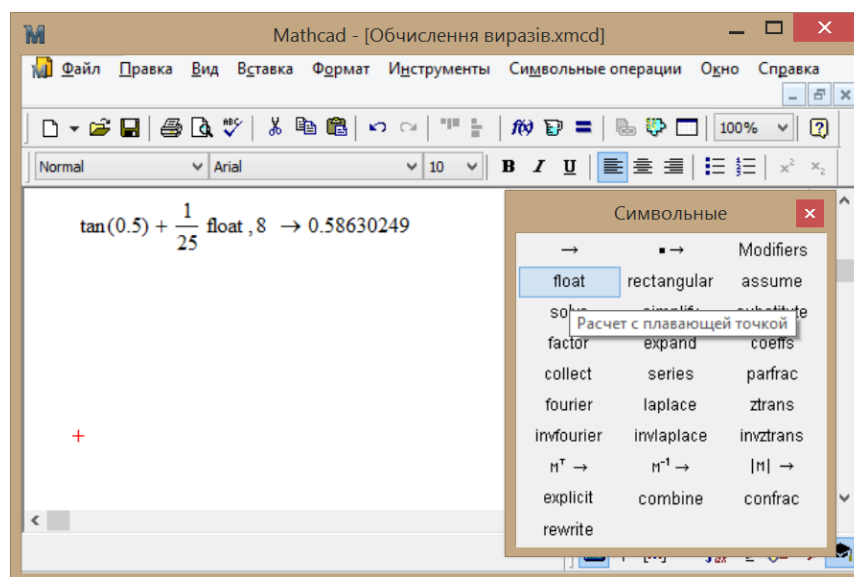 Mathcad - [Обчислення виразів.xmcd]
Файл Правка Вид Вставка Формат Инструменты Символьные операции Окно Справка
100%
Normal Arial 10 B I U x² x₂
tan(0.5) + 1/25 float ,8 → 0.58630249
Символьные
→ ▪ → Modifiers
float rectangular assume
Расчет с плавающей точкой
factor expand coeffs
collect series parfrac
fourier laplace ztrans
invfourier invlaplace invztrans
Mᵀ → M⁻¹ → |M| →
explicit combine confrac
rewrite